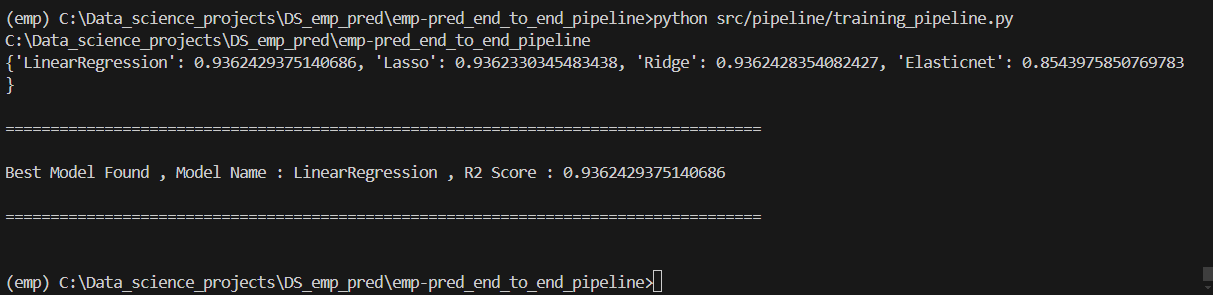 (emp) C:\Data_science_projects\DS_emp_pred\emp-pred_end_to_end_pipeline>python src/pipeline/training_pipeline.py
C:\Data_science_projects\DS_emp_pred\emp-pred_end_to_end_pipeline
{'LinearRegression': 0.9362429375140686, 'Lasso': 0.9362330345483438, 'Ridge': 0.9362428354082427, 'Elasticnet': 0.8543975850769783
}
====================================================================================
Best Model Found , Model Name : LinearRegression , R2 Score : 0.9362429375140686
====================================================================================
(emp) C:\Data_science_projects\DS_emp_pred\emp-pred_end_to_end_pipeline>